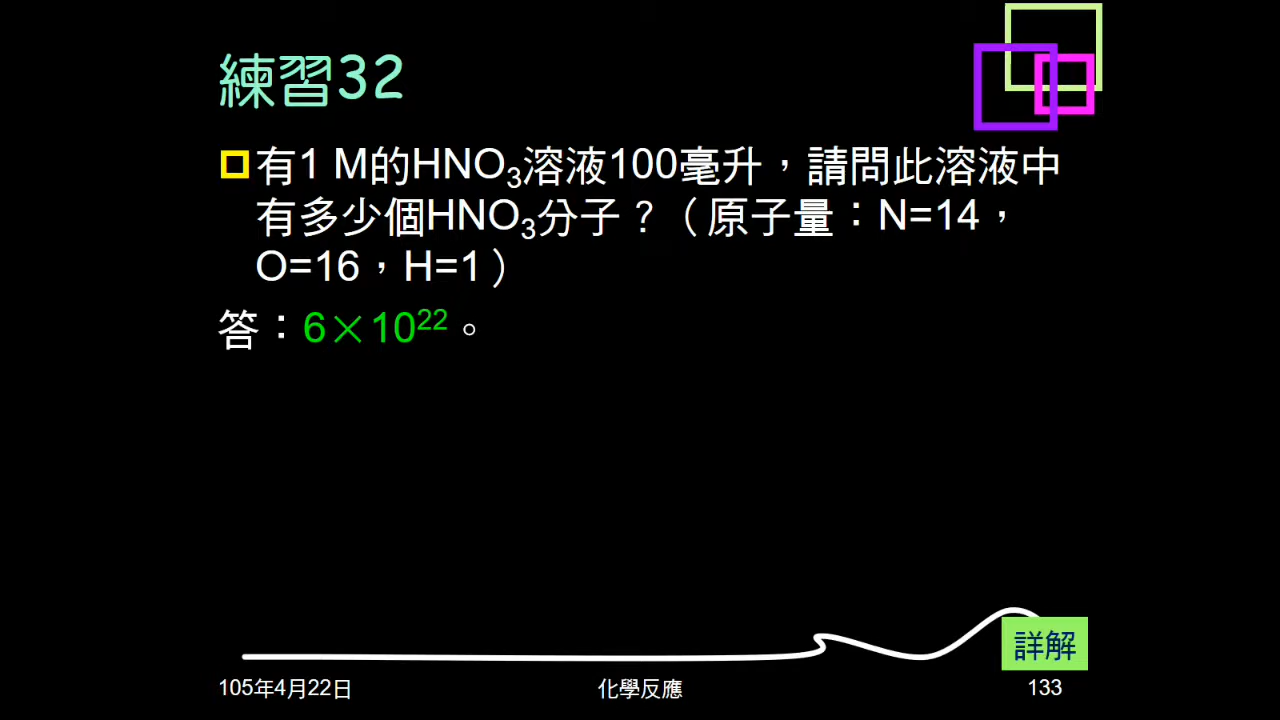 練習32
有1 M的HNO₃溶液100毫升，請問此溶液中
有多少個HNO₃分子？（原子量：N=14，
O=16，H=1）
答：6×10²²。
詳解
105年4月22日
化學反應
133